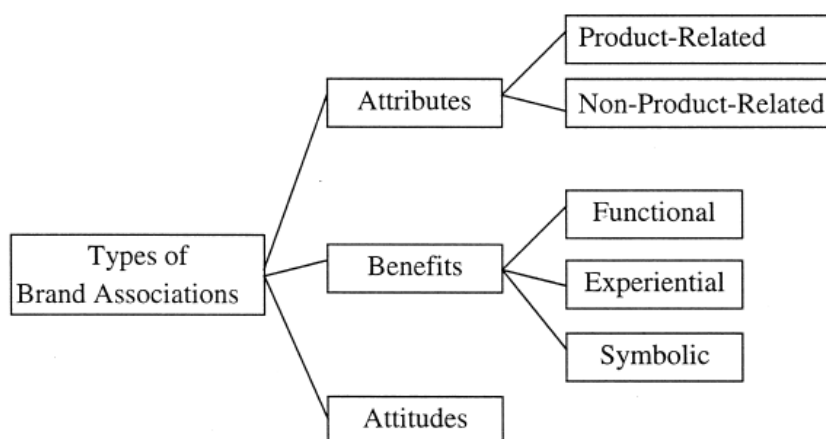 Product-Related
Attributes
Non-Product-Related
Functional
Types of
Brand Associations
Benefits
Experiential
Symbolic
Attitudes